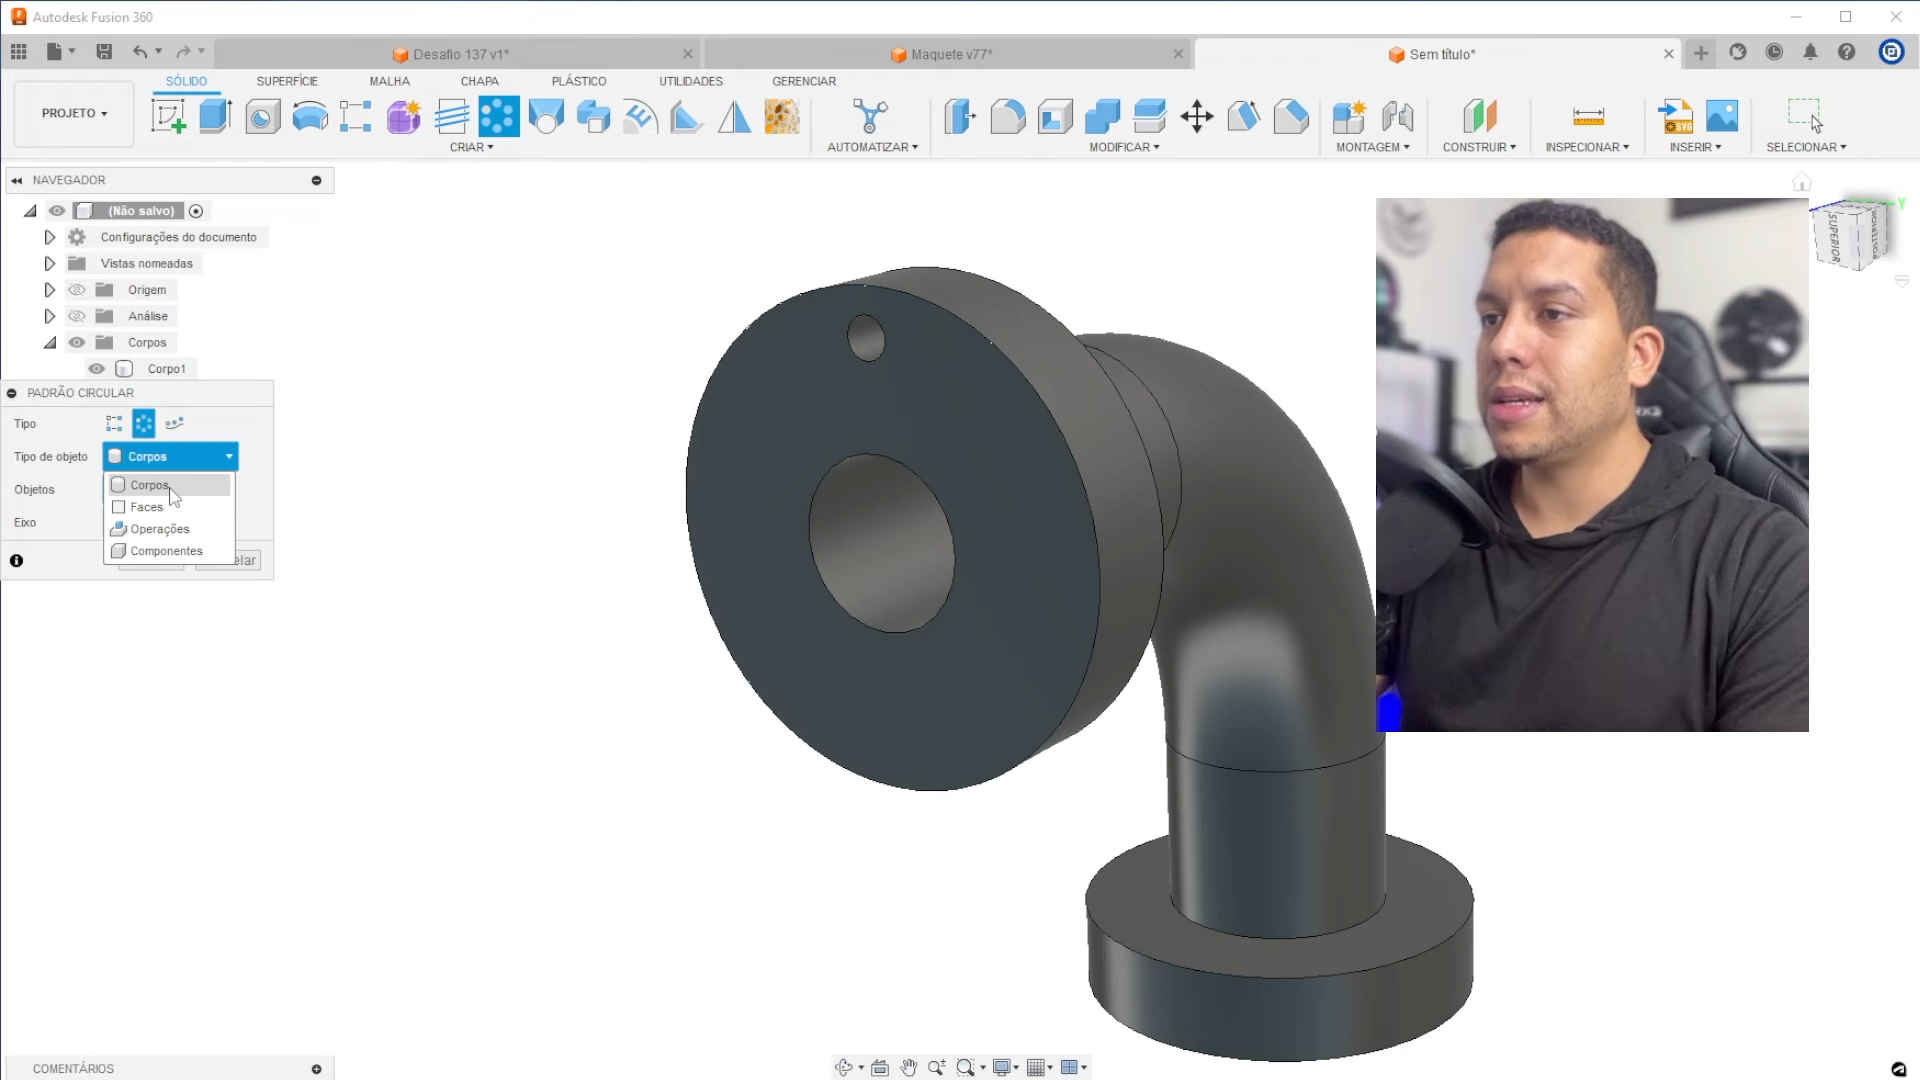 Autodesk Fusion 360
Desafio 137 v1*
Maquete v77*
Sem título*
SÓLIDO
SUPERFÍCIE
MALHA
CHAPA
PLÁSTICO
UTILIDADES
GERENCIAR
PROJETO
CRIAR
AUTOMATIZAR
MODIFICAR
MONTAGEM
CONSTRUIR
INSPECIONAR
INSERIR
SELECIONAR
SVG
NAVEGADOR
(Não salvo)
Configurações do documento
Vistas nomeadas
Origem
Análise
Corpos
Corpo1
PADRÃO CIRCULAR
Tipo
Tipo de objeto
Corpos
Objetos
Eixo
Corpos
Faces
Operações
Componentes
elar
SUPERIOR
Y
COMENTÁRIOS